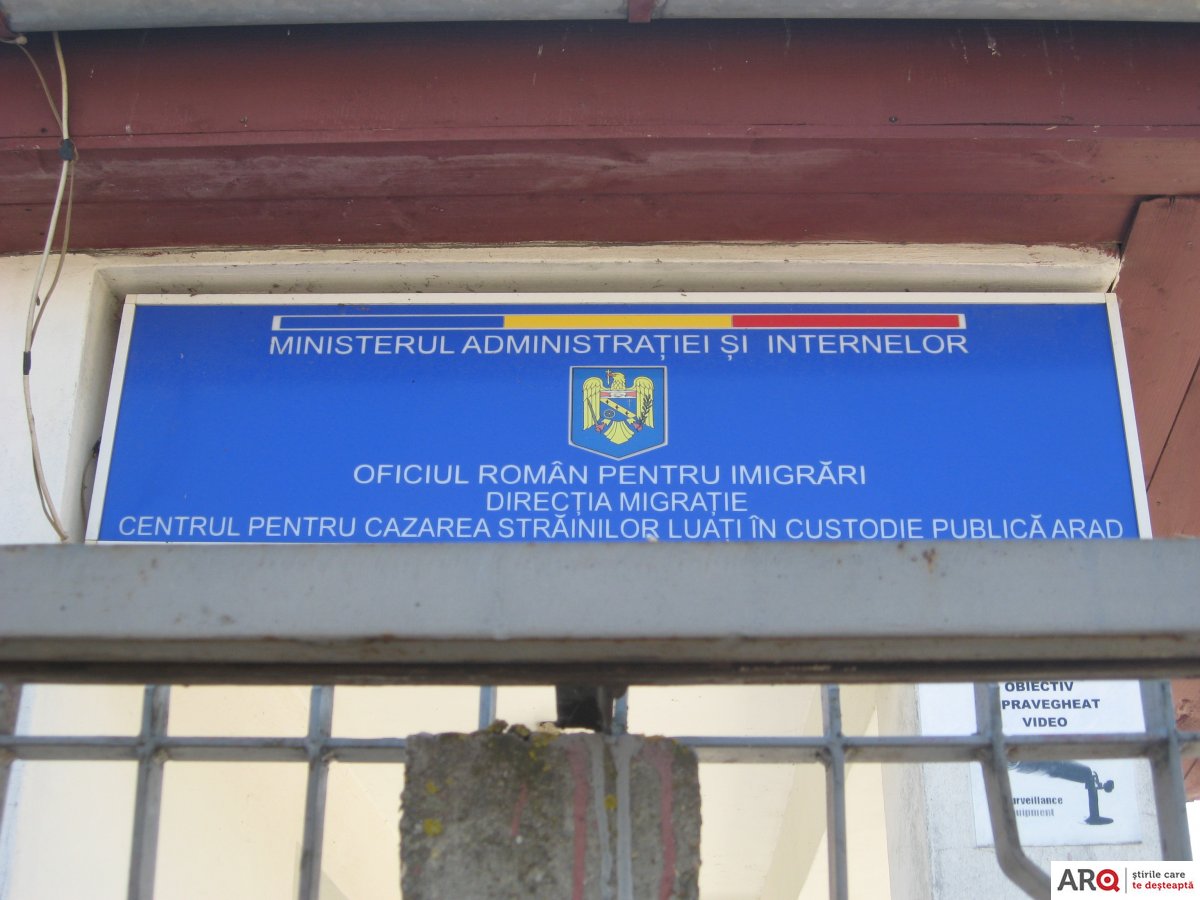 MINISTERUL ADMINISTRAȚIEI ȘI INTERNELOR
OFICIUL ROMÂN PENTRU IMIGRĂRI
DIRECȚIA MIGRAȚIE
CENTRUL PENTRU CAZAREA STRĂINILOR LUAȚI ÎN CUSTODIE PUBLICĂ ARAD
OBIECTIV
PRAVEGHEAT
VIDEO
ARQ
știrile care
te deșteaptă